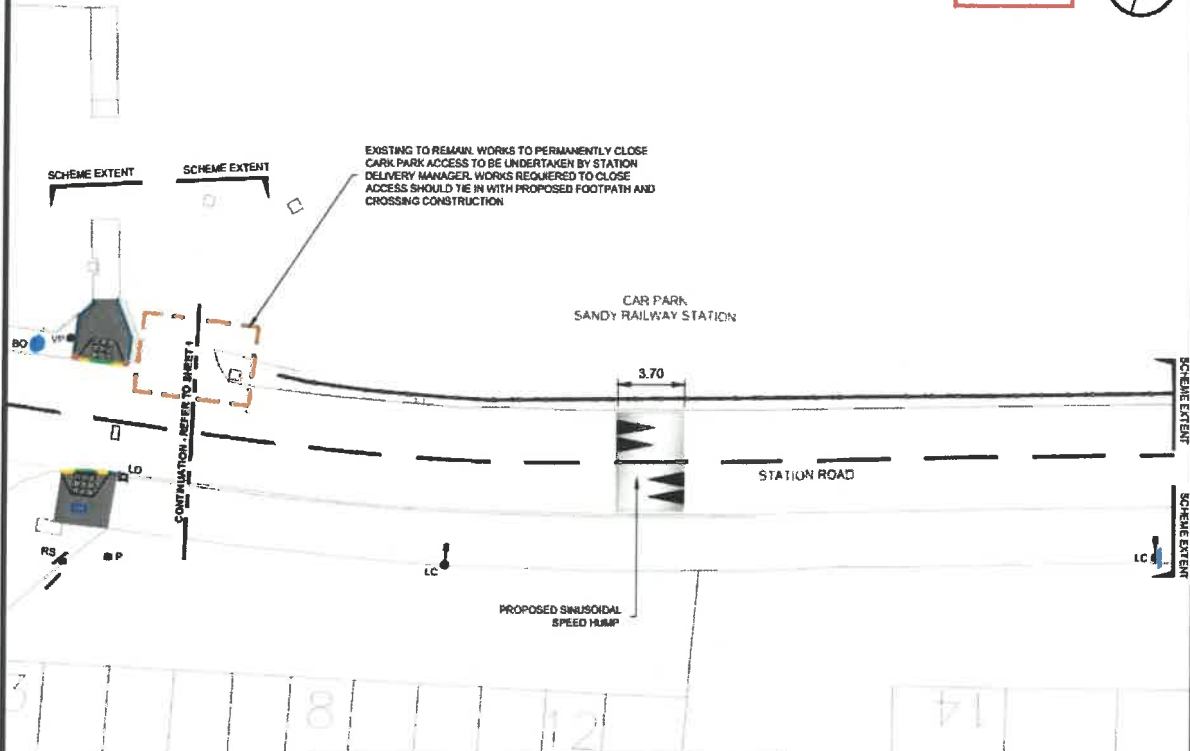 SCHEME EXTENT
SCHEME EXTENT
EXISTING TO REMAIN. WORKS TO PERMANENTLY CLOSE
CARK PARK ACCESS TO BE UNDERTAKEN BY STATION
DELIVERY MANAGER. WORKS REQUIERED TO CLOSE
ACCESS SHOULD TIE IN WITH PROPOSED FOOTPATH AND
CROSSING CONSTRUCTION
CAR PARK
SANDY RAILWAY STATION
BO
VP
CONTINUATION - REFER TO SHEET 1
3.70
SCHEME EXTENT
STATION ROAD
LD
SCHEME EXTENT
RS
P
LC
LC
PROPOSED SINUSOIDAL
SPEED HUMP
3
8
12
14